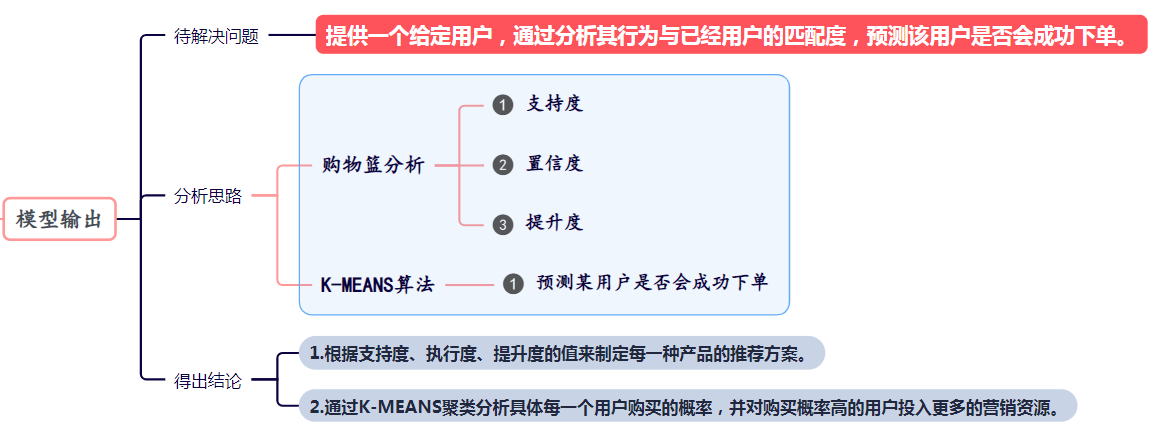 模型输出
待解决问题
提供一个给定用户，通过分析其行为与已经用户的匹配度，预测该用户是否会成功下单。
分析思路
购物篮分析
1 支持度
2 置信度
3 提升度
K-MEANS算法
1 预测某用户是否会成功下单
得出结论
1.根据支持度、执行度、提升度的值来制定每一种产品的推荐方案。
2.通过K-MEANS聚类分析具体每一个用户购买的概率，并对购买概率高的用户投入更多的营销资源。